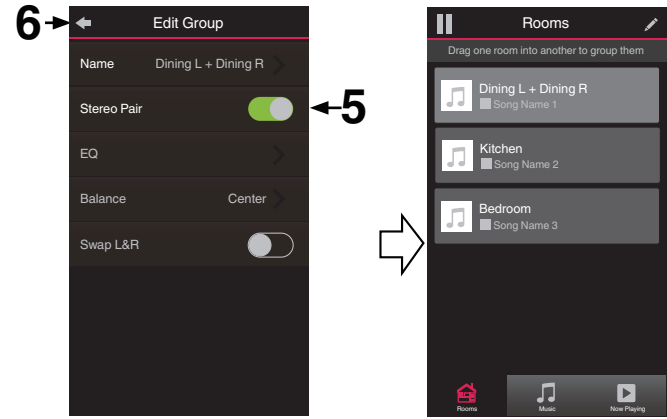 6
Edit Group
Name Dining L + Dining R
Stereo Pair
5
EQ
Balance Center
Swap L&R
Rooms
Drag one room into another to group them
Dining L + Dining R
Song Name 1
Kitchen
Song Name 2
Bedroom
Song Name 3
Rooms Music Now Playing